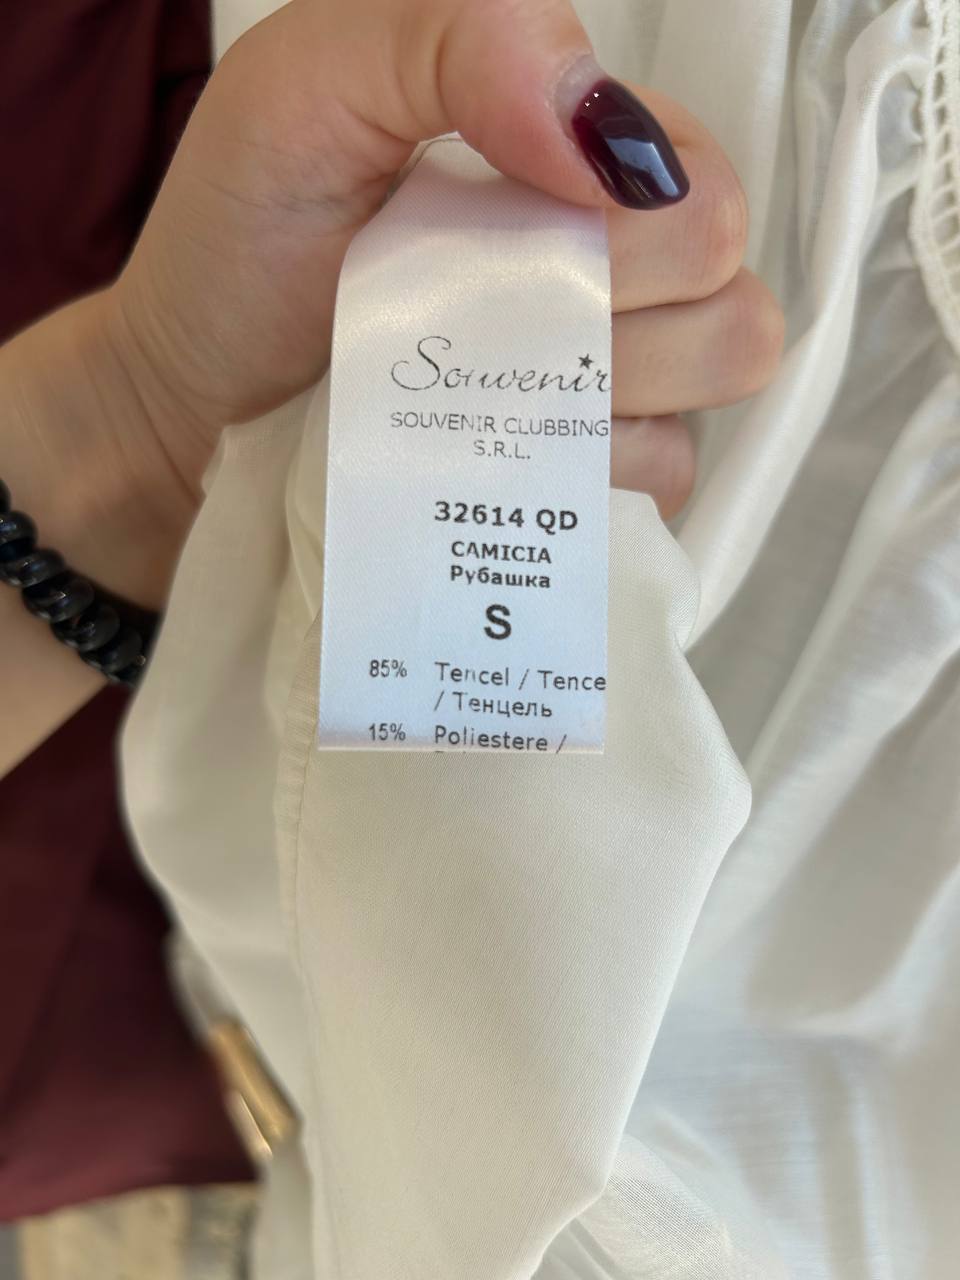 Souvenir
SOUVENIR CLUBBING
S.R.L.
32614 QD
CAMICIA
Рубашка
S
85% Tencel / Tence
/ Тенцель
15% Poliestere /